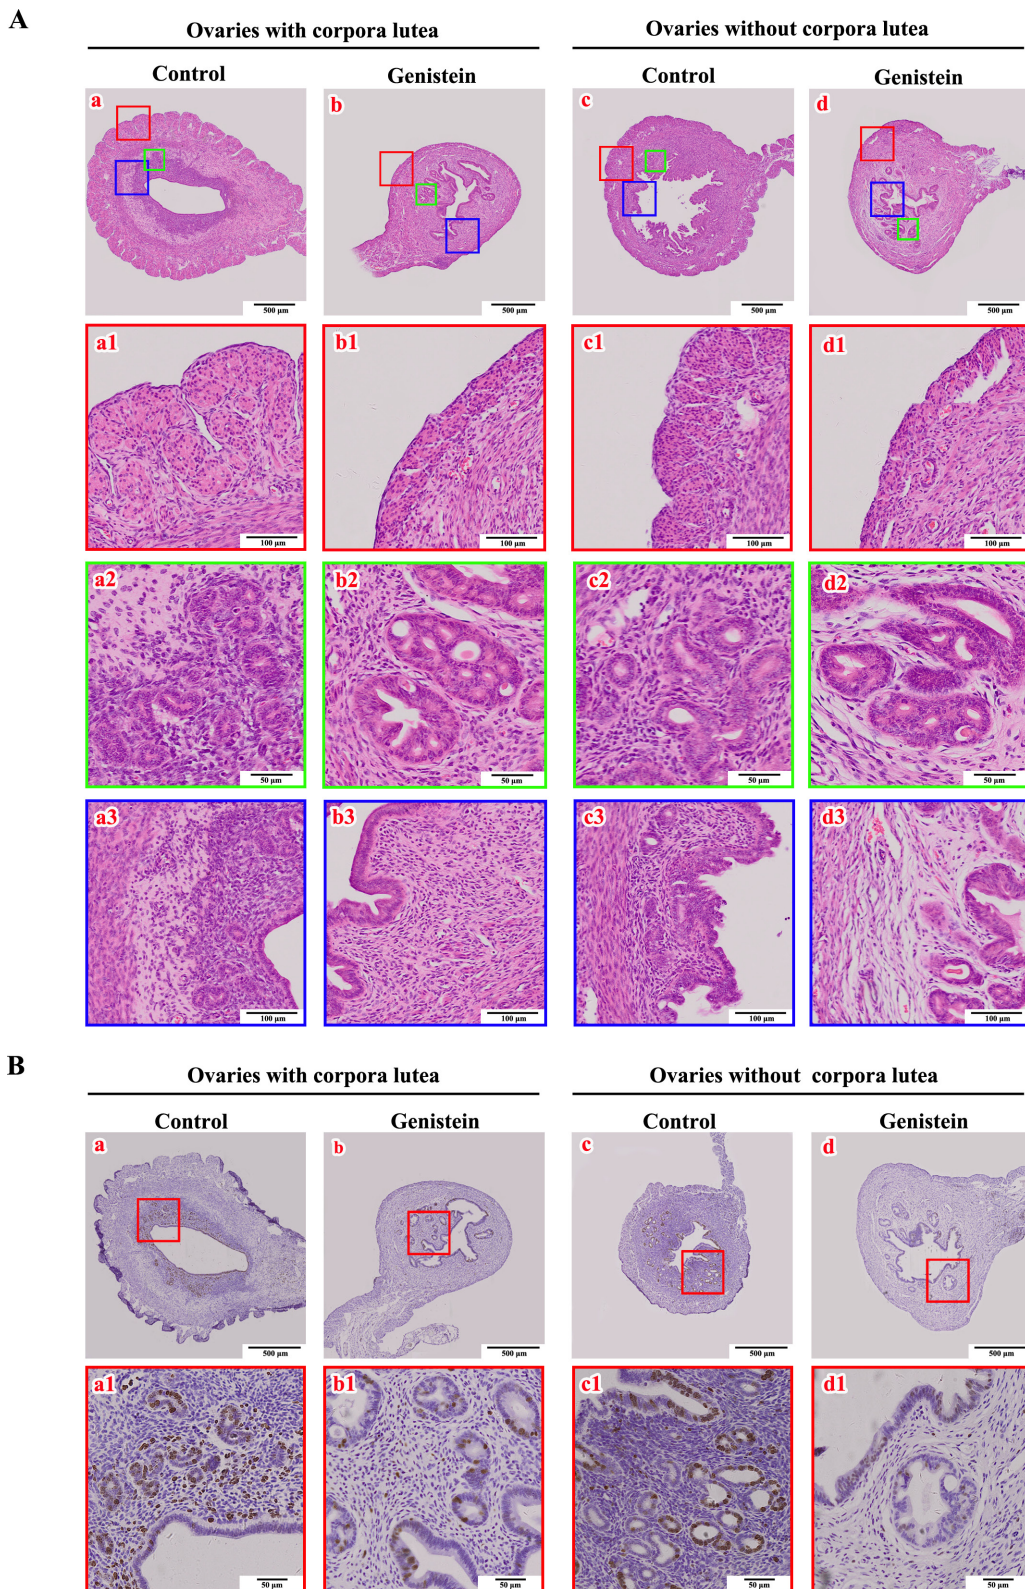 A
Ovaries with corpora lutea
Ovaries without corpora lutea
Control
Genistein
Control
Genistein
a
b
c
d
500 μm
500 μm
500 μm
500 μm
a1
b1
c1
d1
100 μm
100 μm
100 μm
100 μm
a2
b2
c2
d2
50 μm
50 μm
50 μm
50 μm
a3
b3
c3
d3
100 μm
100 μm
100 μm
100 μm
B
Ovaries with corpora lutea
Ovaries without corpora lutea
Control
Genistein
Control
Genistein
a
b
c
d
500 μm
500 μm
500 μm
500 μm
a1
b1
c1
d1
50 μm
50 μm
50 μm
50 μm